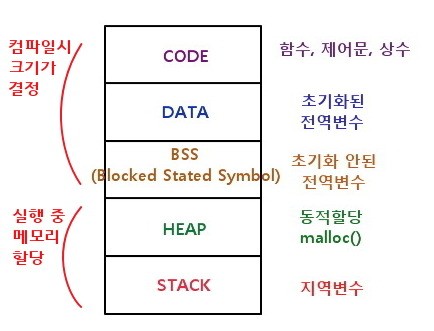 컴파일시
크기가
결정
CODE
함수, 제어문, 상수
DATA
초기화된
전역변수
BSS
(Blocked Stated Symbol)
초기화 안된
전역변수
실행 중
메모리
할당
HEAP
동적할당
malloc()
STACK
지역변수